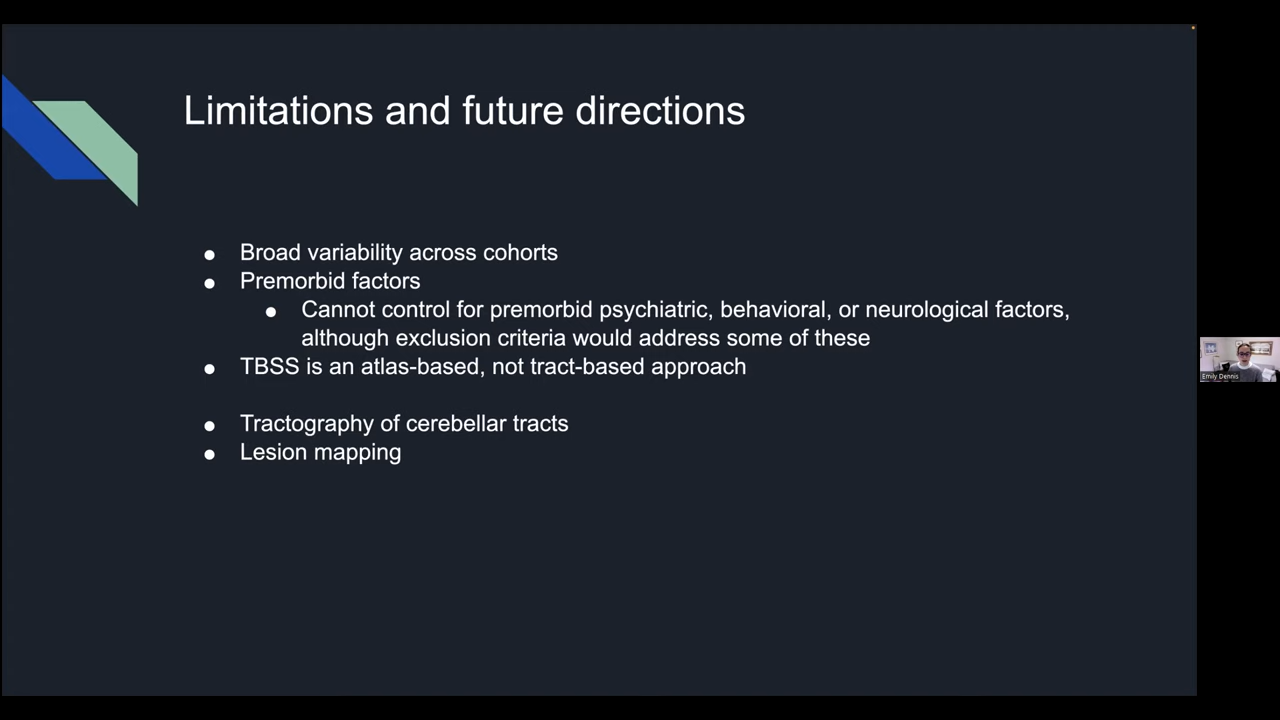 Limitations and future directions
● Broad variability across cohorts
● Premorbid factors
● Cannot control for premorbid psychiatric, behavioral, or neurological factors,
although exclusion criteria would address some of these
● TBSS is an atlas-based, not tract-based approach
● Tractography of cerebellar tracts
● Lesion mapping
Emily Dennis